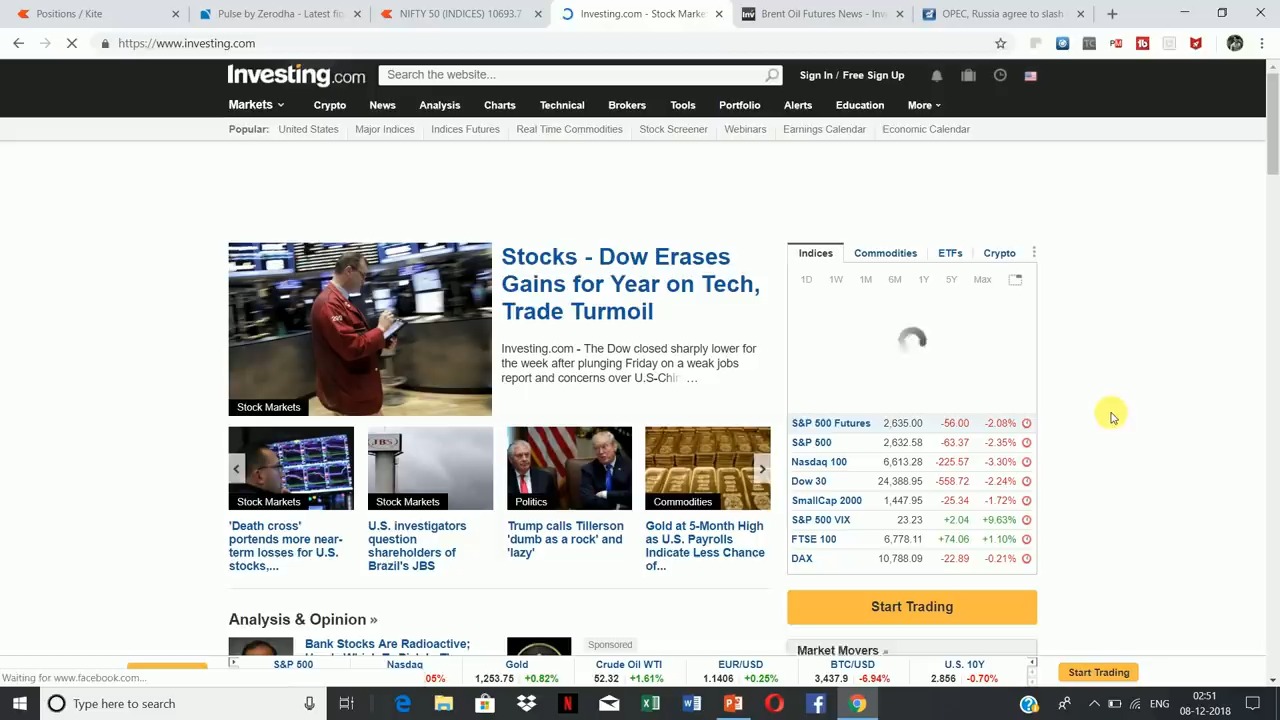 Positions / Kite
Pulse by Zerodha - Latest fi
NIFTY 50 (INDICES) 10693.7
Investing.com - Stock Marke
Brent Oil Futures News - Inv
OPEC, Russia agree to slash
https://www.investing.com
Investing.com
Search the website...
Sign In / Free Sign Up
Markets
Crypto
News
Analysis
Charts
Technical
Brokers
Tools
Portfolio
Alerts
Education
More
Popular:
United States
Major Indices
Indices Futures
Real Time Commodities
Stock Screener
Webinars
Earnings Calendar
Economic Calendar
Stocks - Dow Erases
Gains for Year on Tech,
Trade Turmoil
Investing.com - The Dow closed sharply lower for
the week after plunging Friday on a weak jobs
report and concerns over U.S-Chin ...
Stock Markets
Stock Markets
'Death cross'
portends more near-
term losses for U.S.
stocks,...
JBS
Stock Markets
U.S. investigators
question
shareholders of
Brazil's JBS
Politics
Trump calls Tillerson
'dumb as a rock' and
'lazy'
Commodities
Gold at 5-Month High
as U.S. Payrolls
Indicate Less Chance
of...
Indices
Commodities
ETFs
Crypto
1D 1W 1M 6M 1Y 5Y Max
S&P 500 Futures 2,635.00 -56.00 -2.08%
S&P 500 2,632.58 -63.37 -2.35%
Nasdaq 100 6,613.28 -225.57 -3.30%
Dow 30 24,388.95 -558.72 -2.24%
SmallCap 2000 1,447.95 -25.34 -1.72%
S&P 500 VIX 23.23 +2.04 +9.63%
FTSE 100 6,778.11 +74.06 +1.10%
DAX 10,788.09 -22.89 -0.21%
Start Trading
Market Movers »
Analysis & Opinion »
Bank Stocks Are Radioactive;
Sponsored
S&P 500
Nasdaq
05%
Gold
1,253.75 +0.82%
Crude Oil WTI
52.32 +1.61%
EUR/USD
1.1406 +0.25%
BTC/USD
3,437.9 -6.94%
U.S. 10Y
2.856 -0.70%
Start Trading
Waiting for www.facebook.com...
Type here to search
ENG
02:51
08-12-2018